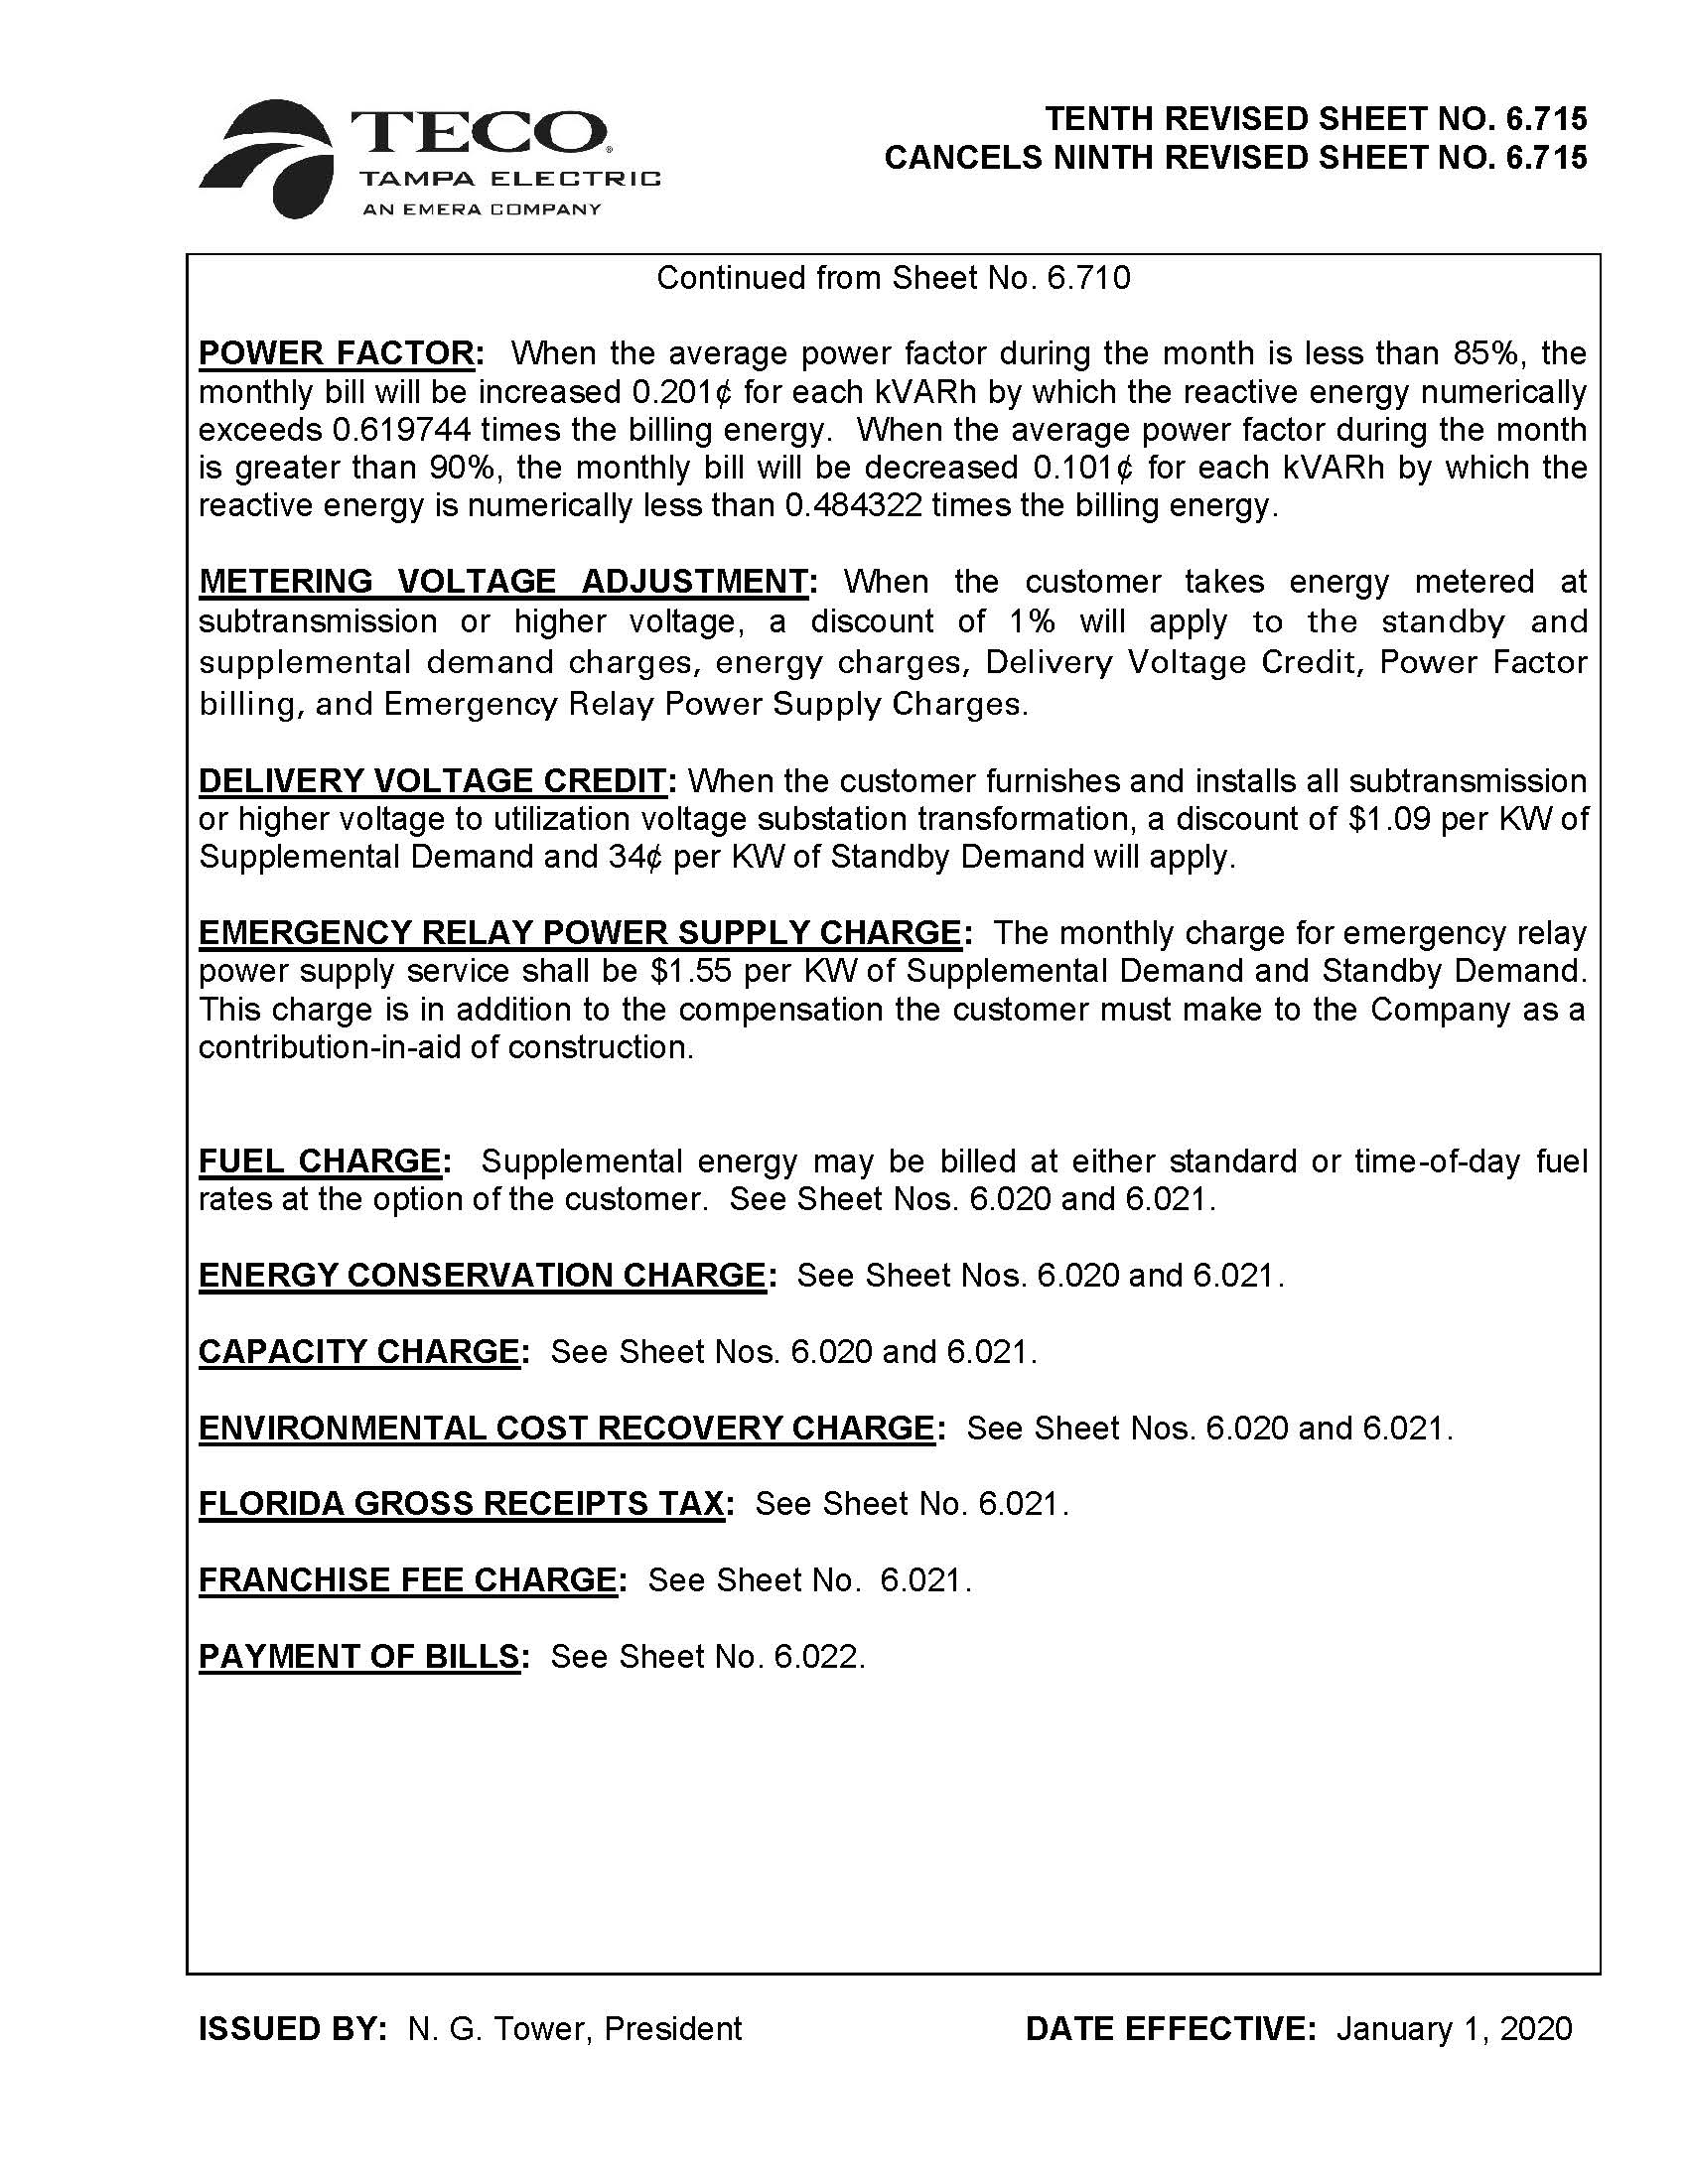 TECO®
TAMPA ELECTRIC
AN EMERA COMPANY
TENTH REVISED SHEET NO. 6.715
CANCELS NINTH REVISED SHEET NO. 6.715
Continued from Sheet No. 6.710
POWER FACTOR: When the average power factor during the month is less than 85%, the
monthly bill will be increased 0.201¢ for each kVARh by which the reactive energy numerically
exceeds 0.619744 times the billing energy. When the average power factor during the month
is greater than 90%, the monthly bill will be decreased 0.101¢ for each kVARh by which the
reactive energy is numerically less than 0.484322 times the billing energy.
METERING VOLTAGE ADJUSTMENT: When the customer takes energy metered at
subtransmission or higher voltage, a discount of 1% will apply to the standby and
supplemental demand charges, energy charges, Delivery Voltage Credit, Power Factor
billing, and Emergency Relay Power Supply Charges.
DELIVERY VOLTAGE CREDIT: When the customer furnishes and installs all subtransmission
or higher voltage to utilization voltage substation transformation, a discount of $1.09 per KW of
Supplemental Demand and 34¢ per KW of Standby Demand will apply.
EMERGENCY RELAY POWER SUPPLY CHARGE: The monthly charge for emergency relay
power supply service shall be $1.55 per KW of Supplemental Demand and Standby Demand.
This charge is in addition to the compensation the customer must make to the Company as a
contribution-in-aid of construction.
FUEL CHARGE: Supplemental energy may be billed at either standard or time-of-day fuel
rates at the option of the customer. See Sheet Nos. 6.020 and 6.021.
ENERGY CONSERVATION CHARGE: See Sheet Nos. 6.020 and 6.021.
CAPACITY CHARGE: See Sheet Nos. 6.020 and 6.021.
ENVIRONMENTAL COST RECOVERY CHARGE: See Sheet Nos. 6.020 and 6.021.
FLORIDA GROSS RECEIPTS TAX: See Sheet No. 6.021.
FRANCHISE FEE CHARGE: See Sheet No. 6.021.
PAYMENT OF BILLS: See Sheet No. 6.022.
ISSUED BY: N. G. Tower, President
DATE EFFECTIVE: January 1, 2020